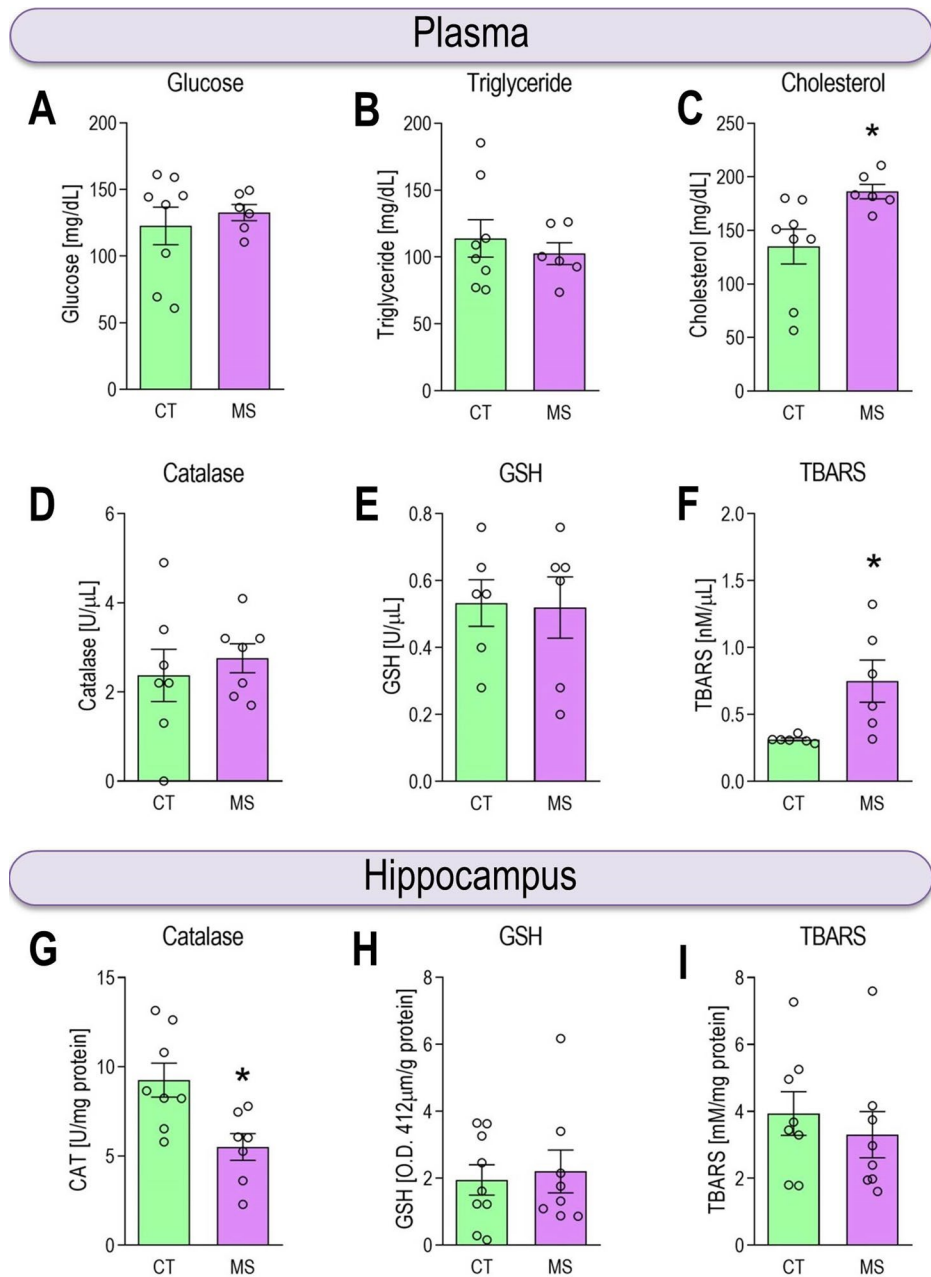 Plasma
A
Glucose
Glucose [mg/dL]
200
150
100
50
0
CT MS
B
Triglyceride
Triglyceride [mg/dL]
200
150
100
50
0
CT MS
C
Cholesterol
Cholesterol [mg/dL]
250
200
150
100
50
0
*
CT MS
D
Catalase
Catalase [U/μL]
6
4
2
0
CT MS
E
GSH
GSH [U/μL]
0.8
0.6
0.4
0.2
0.0
CT MS
F
TBARS
TBARS [nM/μL]
2.0
1.5
1.0
0.5
0.0
*
CT MS
Hippocampus
G
Catalase
CAT [U/mg protein]
15
10
5
0
*
CT MS
H
GSH
GSH [O.D. 412μm/g protein]
8
6
4
2
0
CT MS
I
TBARS
TBARS [mM/mg protein]
8
6
4
2
0
CT MS